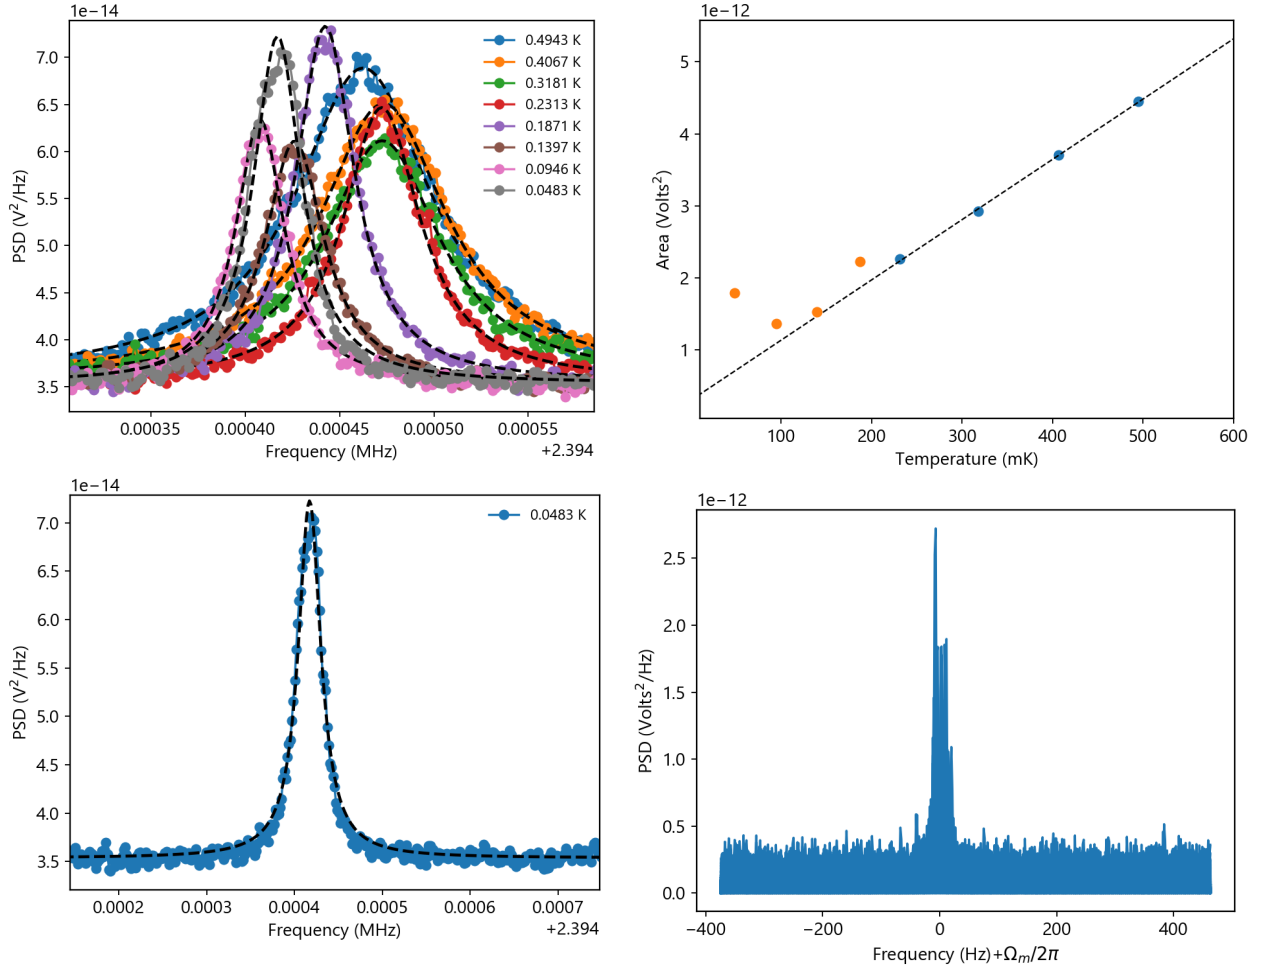 1e−14
7.0
6.5
6.0
5.5
5.0
4.5
4.0
3.5
PSD (V²/Hz)
0.4943 K
0.4067 K
0.3181 K
0.2313 K
0.1871 K
0.1397 K
0.0946 K
0.0483 K
0.00035 0.00040 0.00045 0.00050 0.00055
Frequency (MHz)
+2.394
1e−12
5
4
3
2
1
Area (Volts²)
100 200 300 400 500 600
Temperature (mK)
1e−14
7.0
6.5
6.0
5.5
5.0
4.5
4.0
3.5
PSD (V²/Hz)
0.0483 K
0.0002 0.0003 0.0004 0.0005 0.0006 0.0007
Frequency (MHz)
+2.394
1e−12
2.5
2.0
1.5
1.0
0.5
0.0
PSD (Volts²/Hz)
−400 −200 0 200 400
Frequency (Hz)+Ωₘ/2π